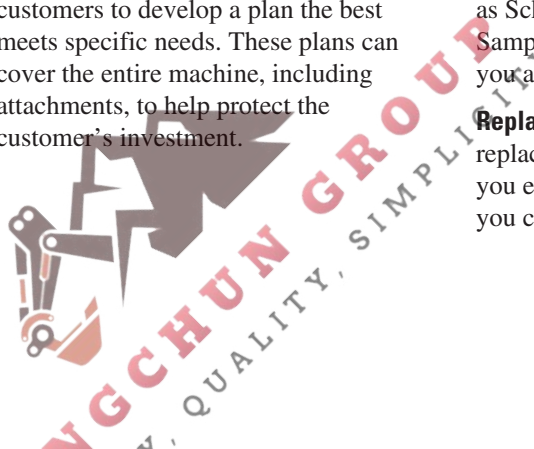 customers to develop a plan the best
meets specific needs. These plans can
cover the entire machine, including
attachments, to help protect the
customer's investment.
as Sch
Samp
you a
Repla
replac
you e
you c
NGCHUN GROUP
Y, QUALITY, SIMPLICITY